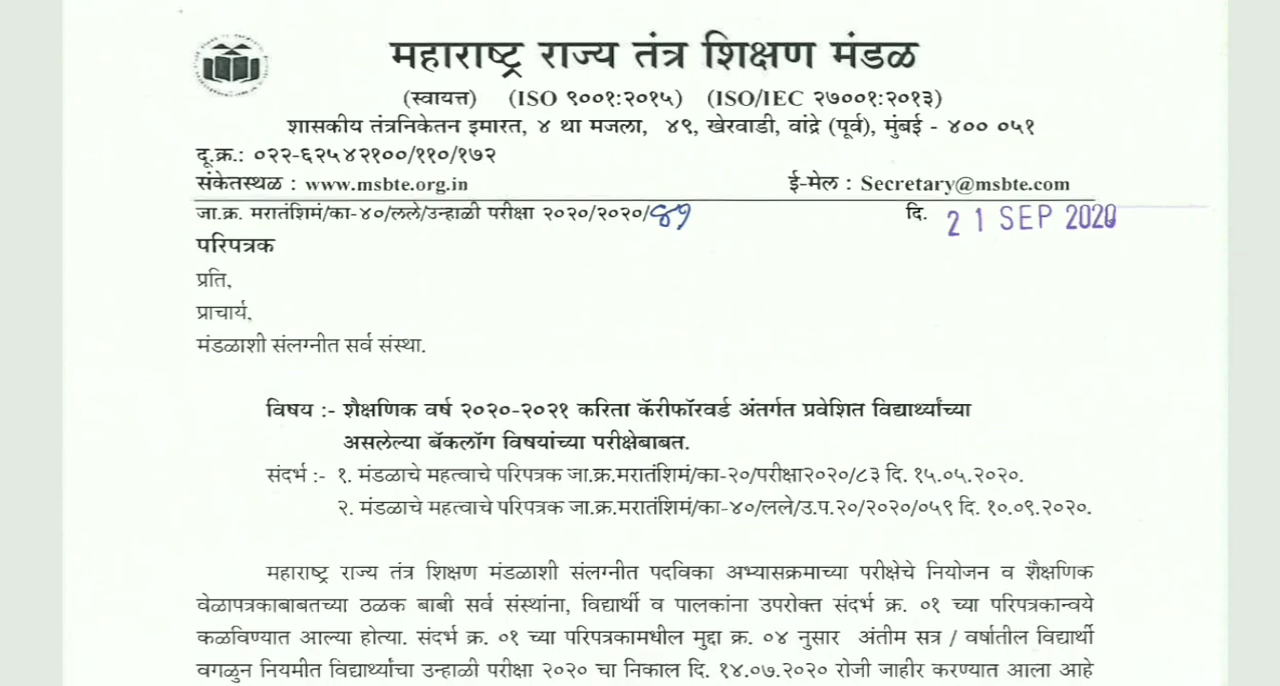 महाराष्ट्र राज्य तंत्र शिक्षण मंडळ
(स्वायत्त) (ISO ९००१:२०१५) (ISO/IEC २७००१:२०१३)
शासकीय तंत्रनिकेतन इमारत, ४ था मजला, ४९, खेरवाडी, वांद्रे (पूर्व), मुंबई - ४०० ०५१
दू.क्र.: ०२२-६२५४२१००/११०/१७२
संकेतस्थळ : www.msbte.org.in ई-मेल : Secretary@msbte.com
जा.क्र. मरातंशिमं/का-४०/लले/उन्हाळी परीक्षा २०२०/२०२०/ दि. 21 SEP 2020
परिपत्रक
प्रति,
प्राचार्य,
मंडळाशी संलग्नीत सर्व संस्था.
विषय :- शैक्षणिक वर्ष २०२०-२०२१ करिता कॅरीफॉरवर्ड अंतर्गत प्रवेशित विद्यार्थ्यांच्या
असलेल्या बॅकलॉग विषयांच्या परीक्षेबाबत.
संदर्भ :- १. मंडळाचे महत्वाचे परिपत्रक जा.क्र.मरातंशिमं/का-२०/परीक्षा२०२०/८३ दि. १५.०५.२०२०.
२. मंडळाचे महत्वाचे परिपत्रक जा.क्र.मरातंशिमं/का-४०/लले/उ.प.२०/२०२०/०५९ दि. १०.०९.२०२०.
महाराष्ट्र राज्य तंत्र शिक्षण मंडळाशी संलग्नीत पदविका अभ्यासक्रमाच्या परीक्षेचे नियोजन व शैक्षणिक
वेळापत्रकाबाबतच्या ठळक बाबी सर्व संस्थांना, विद्यार्थी व पालकांना उपरोक्त संदर्भ क्र. ०१ च्या परिपत्रकान्वये
कळविण्यात आल्या होत्या. संदर्भ क्र. ०१ च्या परिपत्रकामधील मुद्दा क्र. ०४ नुसार अंतीम सत्र / वर्षातील विद्यार्थी
वगळुन नियमीत विद्यार्थ्यांचा उन्हाळी परीक्षा २०२० चा निकाल दि. १४.०७.२०२० रोजी जाहीर करण्यात आला आहे